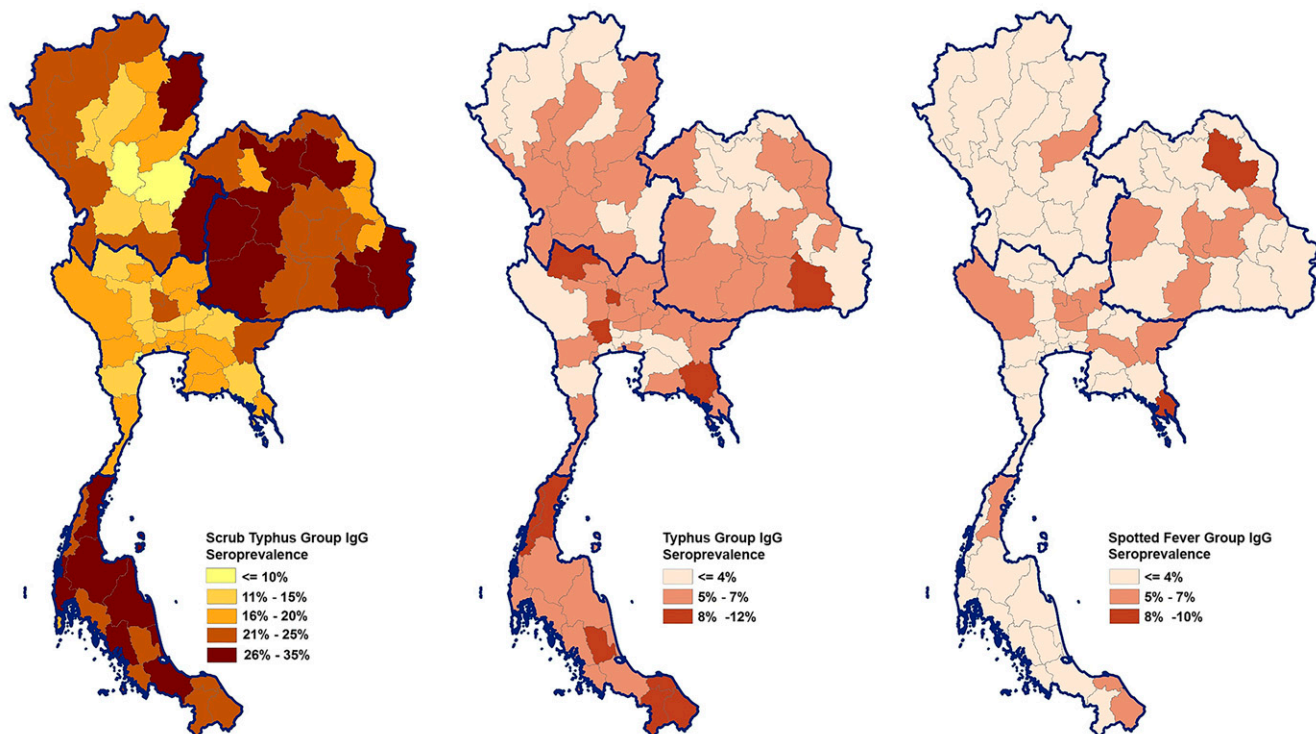 Scrub Typhus Group IgG
Seroprevalence
<= 10%
11% - 15%
16% - 20%
21% - 25%
26% - 35%
Typhus Group IgG
Seroprevalence
<= 4%
5% - 7%
8% -12%
Spotted Fever Group IgG
Seroprevalence
<= 4%
5% - 7%
8% -10%